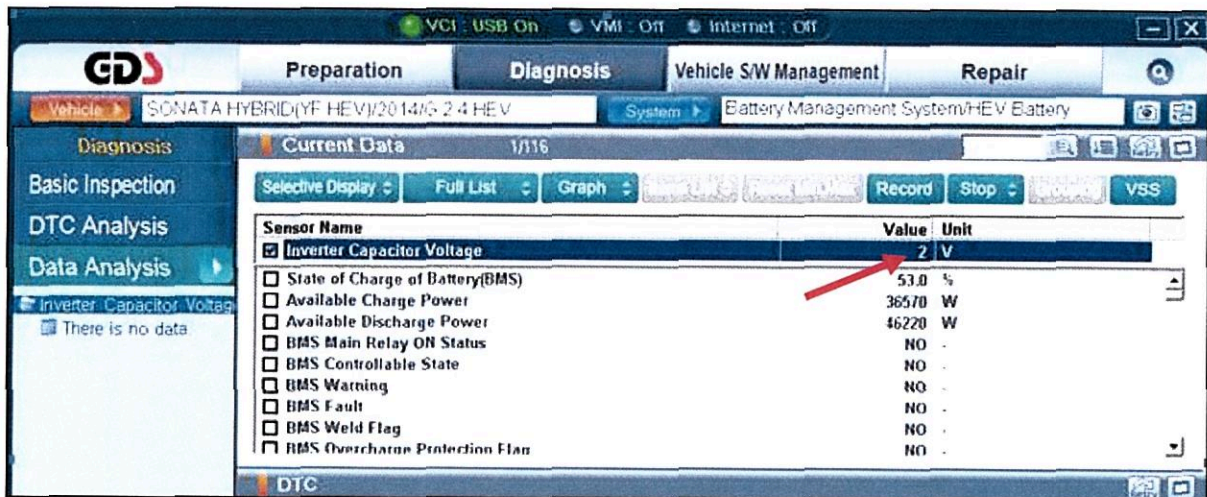 VCI : USB On VMI : Off Internet : Off
GDS Preparation Diagnosis Vehicle S/W Management Repair
Vehicle SONATA HYBRID(YF HEV)/2014/G 2.4 HEV System Battery Management System/HEV Battery
Diagnosis
Current Data 1/116
Basic Inspection
Selective Display Full List Graph Record Stop VSS
DTC Analysis
Sensor Name Value Unit
Inverter Capacitor Voltage 2 V
Data Analysis
State of Charge of Battery(BMS) 53.0 %
Inverter Capacitor Voltag
Available Charge Power 36570 W
There is no data
Available Discharge Power 46220 W
BMS Main Relay ON Status NO -
BMS Controllable State NO -
BMS Warning NO -
BMS Fault NO -
BMS Weld Flag NO -
BMS Overcharge Protection Flag NO -
DTC